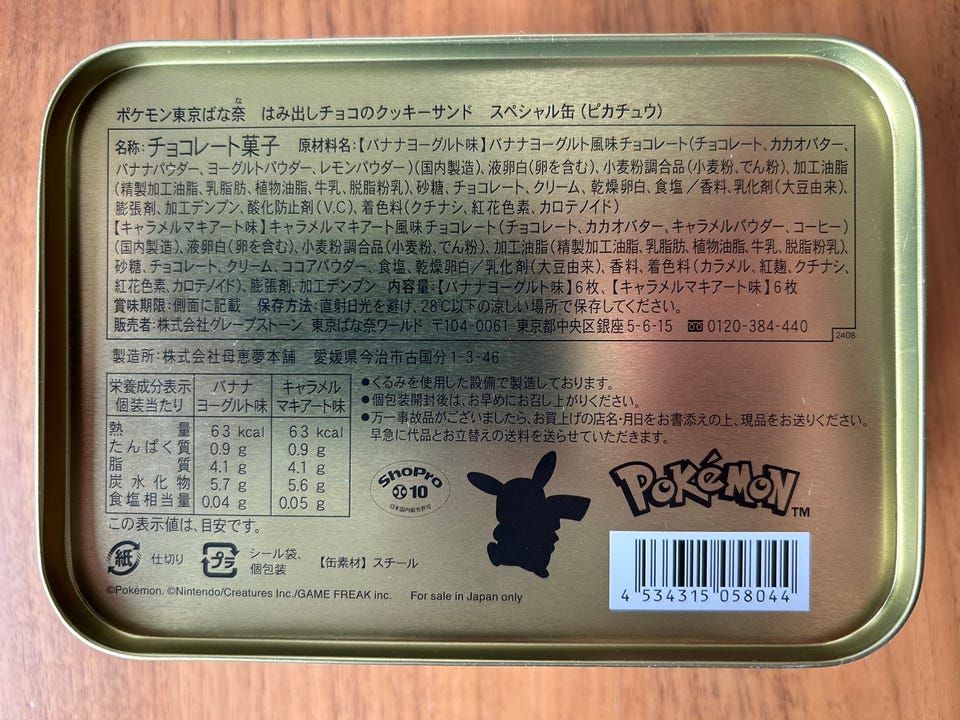 な
ポケモン東京ばな奈 はみ出しチョコのクッキーサンド スペシャル缶(ピカチュウ)
名称:チョコレート菓子 原材料名:【バナナヨーグルト味】バナナヨーグルト風味チョコレート(チョコレート、カカオバター、
バナナパウダー、ヨーグルトパウダー、レモンパウダー)(国内製造)、液卵白(卵を含む)、小麦粉調合品(小麦粉、でん粉)、加工油脂
(精製加工油脂、乳脂肪、植物油脂、牛乳、脱脂粉乳)、砂糖、チョコレート、クリーム、乾燥卵白、食塩/香料、乳化剤(大豆由来)、
膨張剤、加工デンプン、酸化防止剤(V.C)、着色料(クチナシ、紅花色素、カロテノイド)
【キャラメルマキアート味】キャラメルマキアート風味チョコレート(チョコレート、カカオバター、キャラメルパウダー、コーヒー)
(国内製造)、液卵白(卵を含む)、小麦粉調合品(小麦粉、でん粉)、加工油脂(精製加工油脂、乳脂肪、植物油脂、牛乳、脱脂粉乳)、
砂糖、チョコレート、クリーム、ココアパウダー、食塩、乾燥卵白/乳化剤(大豆由来)、香料、着色料(カラメル、紅麹、クチナシ、
紅花色素、カロテノイド)、膨張剤、加工デンプン 内容量:【バナナヨーグルト味】6枚、【キャラメルマキアート味】6枚
賞味期限:側面に記載 保存方法:直射日光を避け、28℃以下の涼しい場所で保存してください。
販売者:株式会社グレープストーン 東京ばな奈ワールド 〒104-0061 東京都中央区銀座5-6-15 0120-384-440
2408
製造所:株式会社母恵夢本舗 愛媛県今治市古国分1-3-46
栄養成分表示 個装当たり バナナ ヨーグルト味 キャラメル マキアート味
熱量 63 kcal 63 kcal
たんぱく質 0.9 g 0.9 g
脂質 4.1 g 4.1 g
炭水化物 5.7 g 5.6 g
食塩相当量 0.04 g 0.05 g
この表示値は、目安です。
●くるみを使用した設備で製造しております。
●個包装開封後は、お早めにお召し上がりください。
●万一事故品がございましたら、お買上げの店名・月日をお書添えの上、現品をお送りください。
早急に代品とお立替えの送料を送らせていただきます。
ShoPro
10
日本国内販売許可
POKéMON TM
紙 仕切り プラ シール袋、
個包装
【缶素材】スチール
4 534315 058044
©Pokémon. ©Nintendo/Creatures Inc./GAME FREAK inc. For sale in Japan only